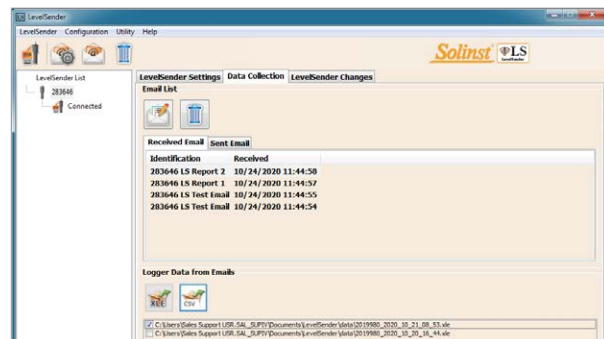 LevelSender
LevelSender Configuration Utility Help
Solinst LS
LevelSender
LevelSender List
283646
Connected
LevelSender Settings Data Collection LevelSender Changes
Email List
Received Email Sent Email
Identification Received
283646 LS Report 2 10/24/2020 11:44:58
283646 LS Report 1 10/24/2020 11:44:57
283646 LS Test Email 10/24/2020 11:44:55
283646 LS Test Email 10/24/2020 11:44:54
Logger Data from Emails
XLE CSV
C:\Users\Sales Support USR.SAL_SUPIV\Documents\LevelSender\data\2019980_2020_10_21_08_53.xle
C:\Users\Sales Support USR.SAL_SUPIV\Documents\LevelSender\data\2019980_2020_10_20_16_44.xle